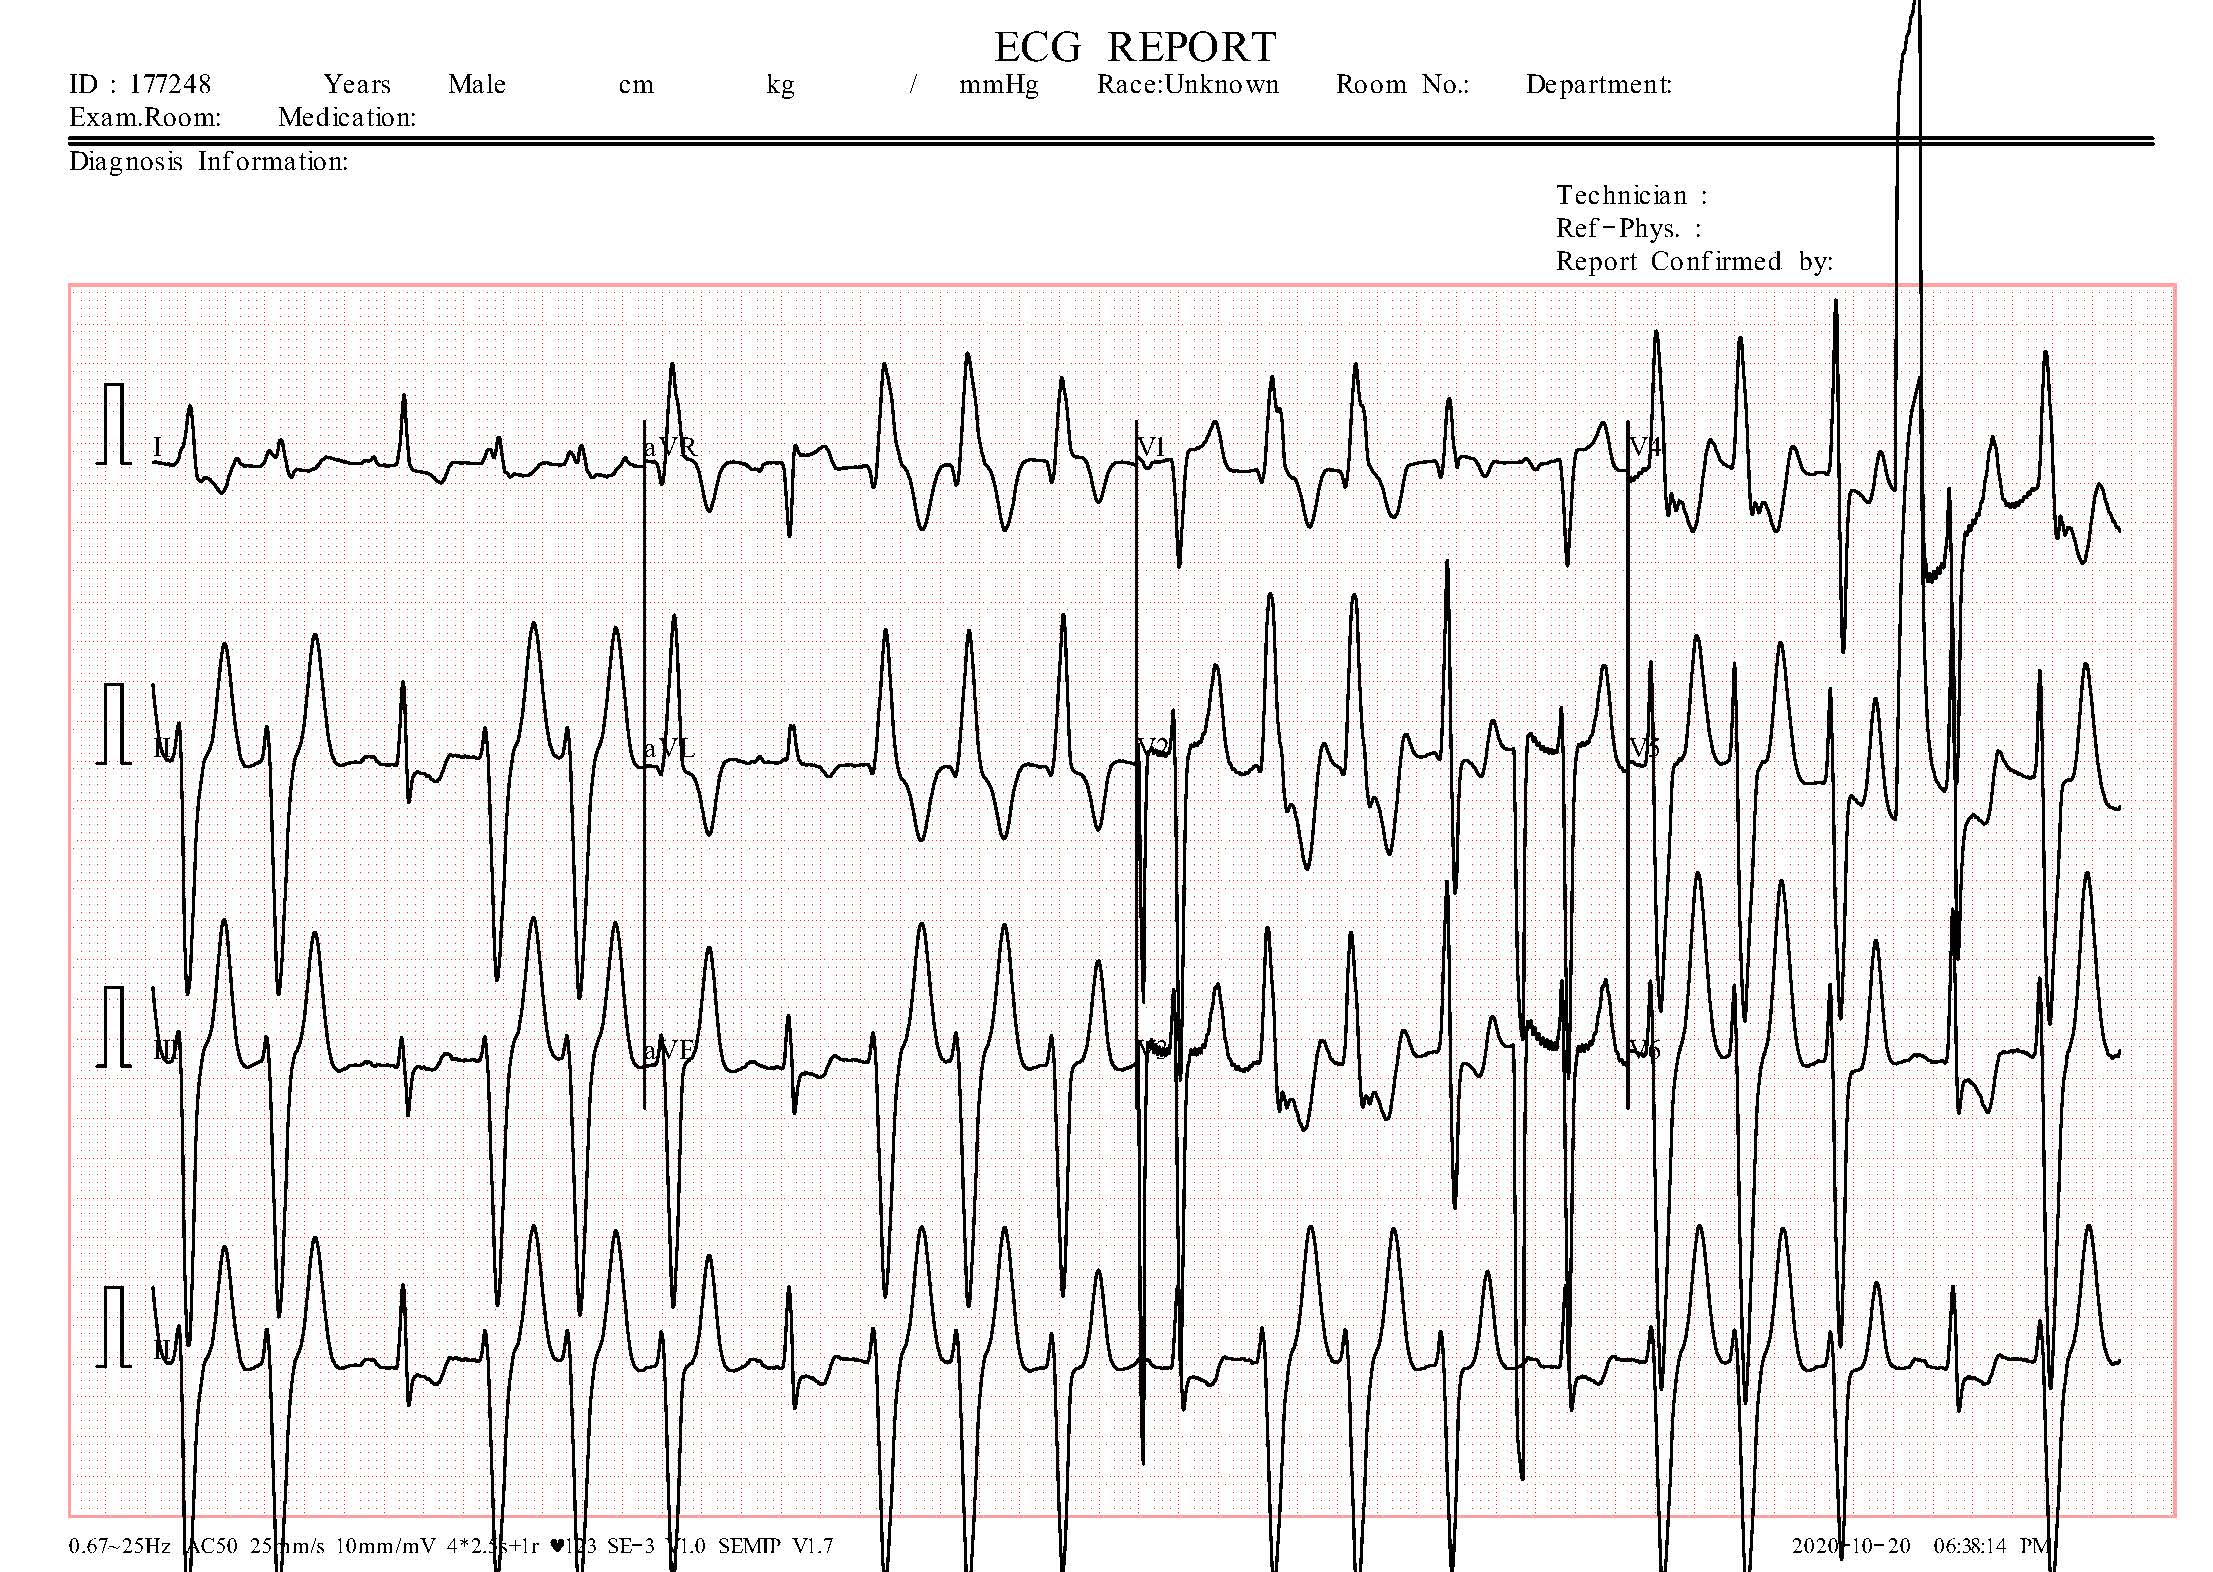 ECG REPORT
ID : 177248 Years Male cm kg / mmHg Race:Unknown Room No.: Department:
Exam.Room: Medication:
Diagnosis Information:
Technician :
Ref-Phys. :
Report Confirmed by:
I aVR V1 V4
II aVL V2 V5
III aVF V3 V6
II
0.67~25Hz AC50 25mm/s 10mm/mV 4*2.5s+1r ♥123 SE-3 V1.0 SEMIP V1.7 2020-10-20 06:38:14 PM